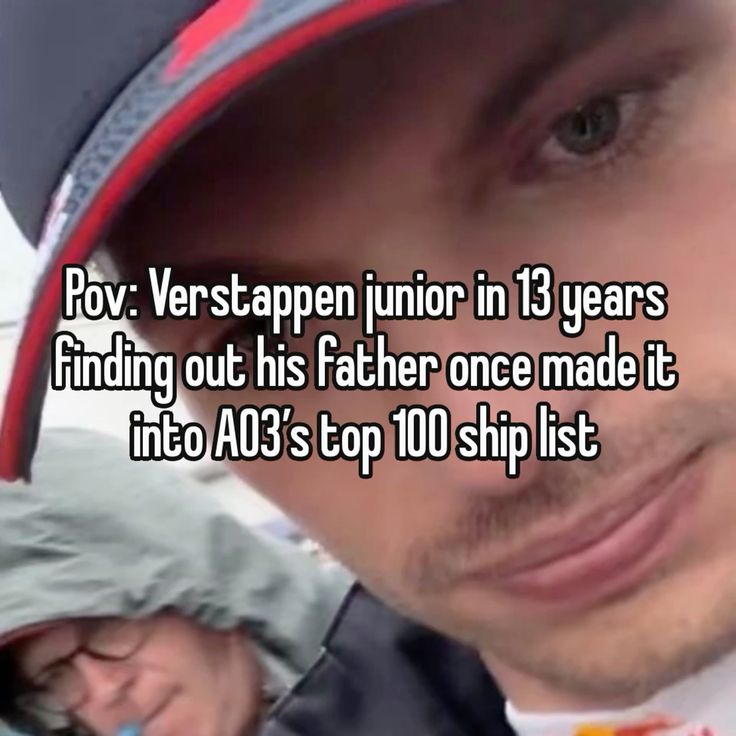 Pov: Verstappen junior in 13 years
finding out his father once made it
into AO3's top 100 ship list